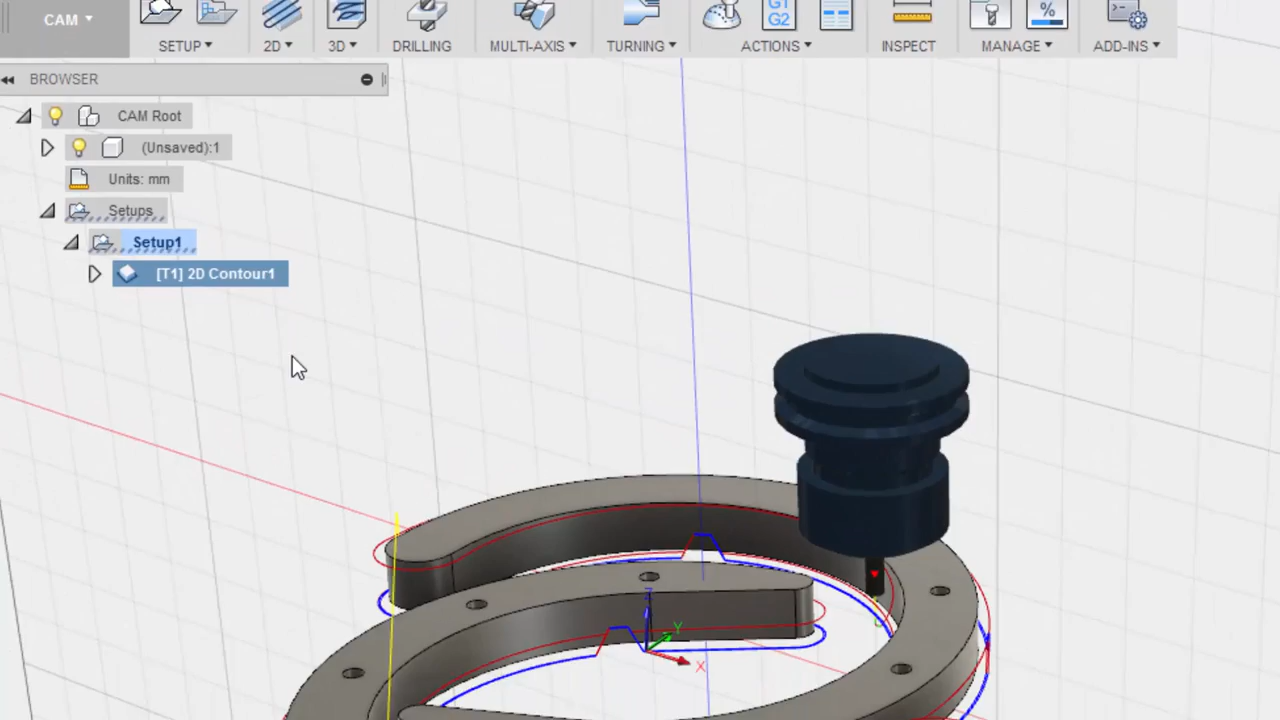 CAM
SETUP
2D
3D
DRILLING
MULTI-AXIS
TURNING
G1
G2
ACTIONS
INSPECT
MANAGE
%
ADD-INS
BROWSER
CAM Root
(Unsaved):1
Units: mm
Setups
Setup1
[T1] 2D Contour1
Z
Y
X